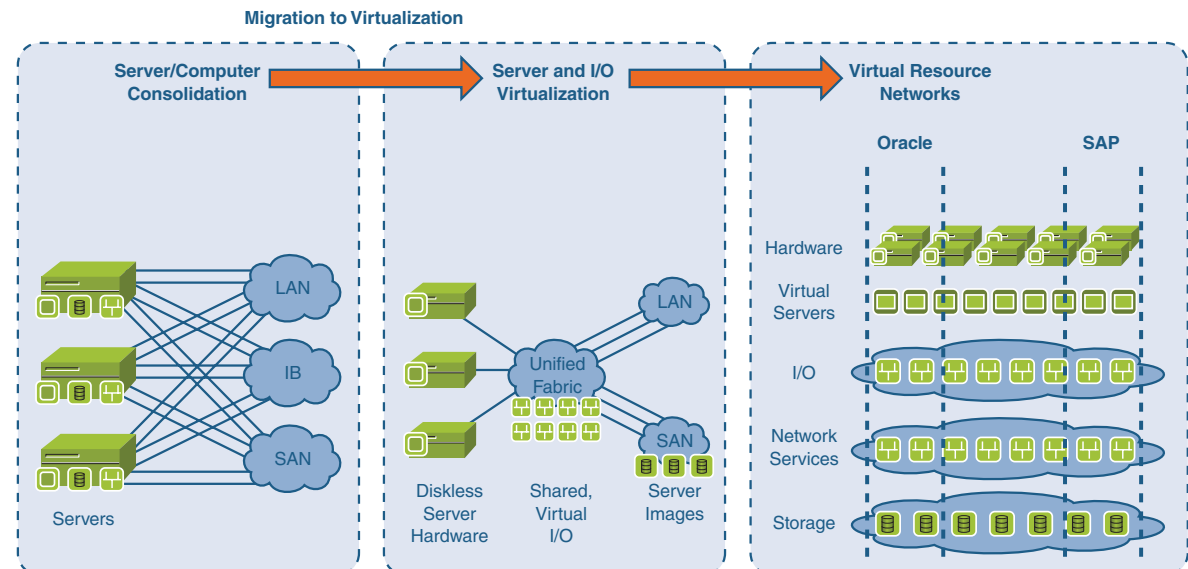 Migration to Virtualization
Server/Computer
Consolidation
LAN
IB
SAN
Servers
Server and I/O
Virtualization
LAN
Unified
Fabric
SAN
Diskless
Server
Hardware
Shared,
Virtual
I/O
Server
Images
Virtual Resource
Networks
Oracle
SAP
Hardware
Virtual
Servers
I/O
Network
Services
Storage